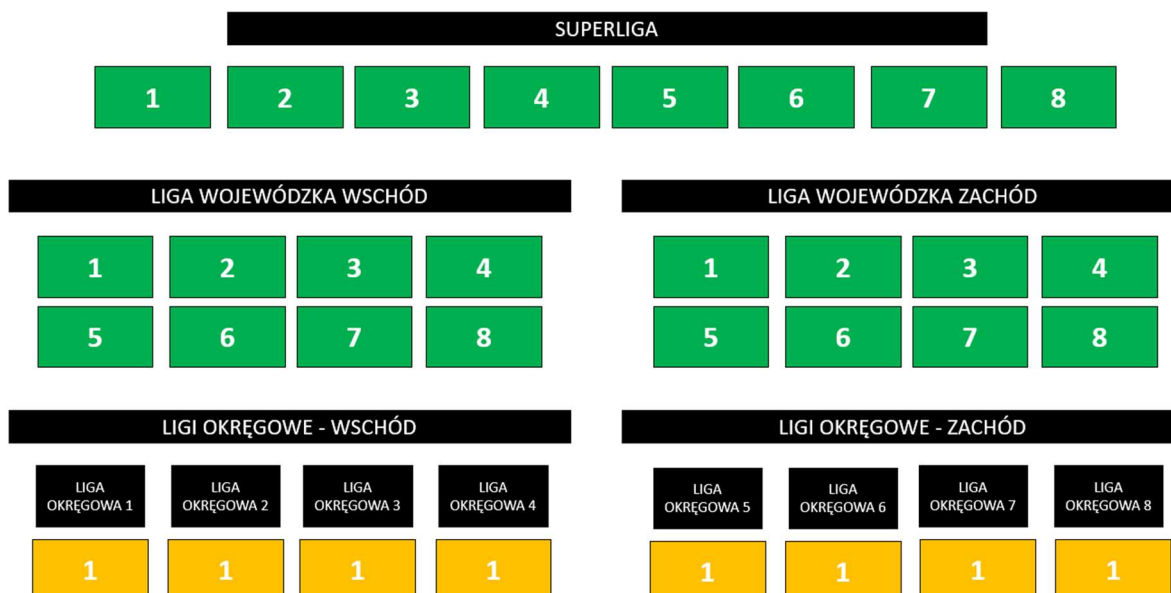 SUPERLIGA
1 2 3 4 5 6 7 8
LIGA WOJEWÓDZKA WSCHÓD
1 2 3 4
5 6 7 8
LIGA WOJEWÓDZKA ZACHÓD
1 2 3 4
5 6 7 8
LIGI OKRĘGOWE - WSCHÓD
LIGA
OKRĘGOWA 1
LIGA
OKRĘGOWA 2
LIGA
OKRĘGOWA 3
LIGA
OKRĘGOWA 4
1 1 1 1
LIGI OKRĘGOWE - ZACHÓD
LIGA
OKRĘGOWA 5
LIGA
OKRĘGOWA 6
LIGA
OKRĘGOWA 7
LIGA
OKRĘGOWA 8
1 1 1 1